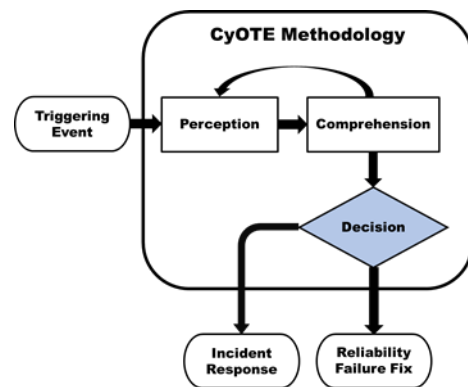 CyOTE Methodology
Triggering
Event
Perception
Comprehension
Decision
Incident
Response
Reliability
Failure Fix